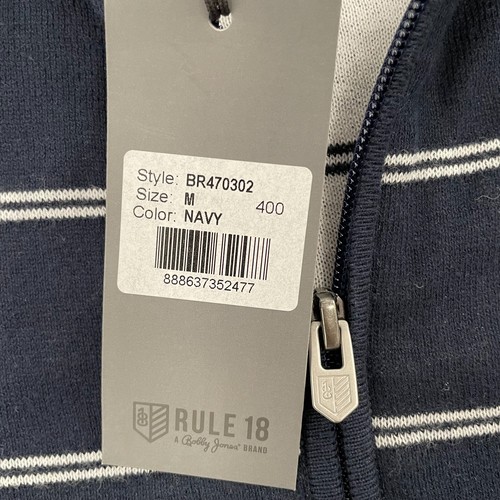 Style: BR470302
Size: M 400
Color: NAVY
888637352477
RULE 18
A Bobby Jones® BRAND